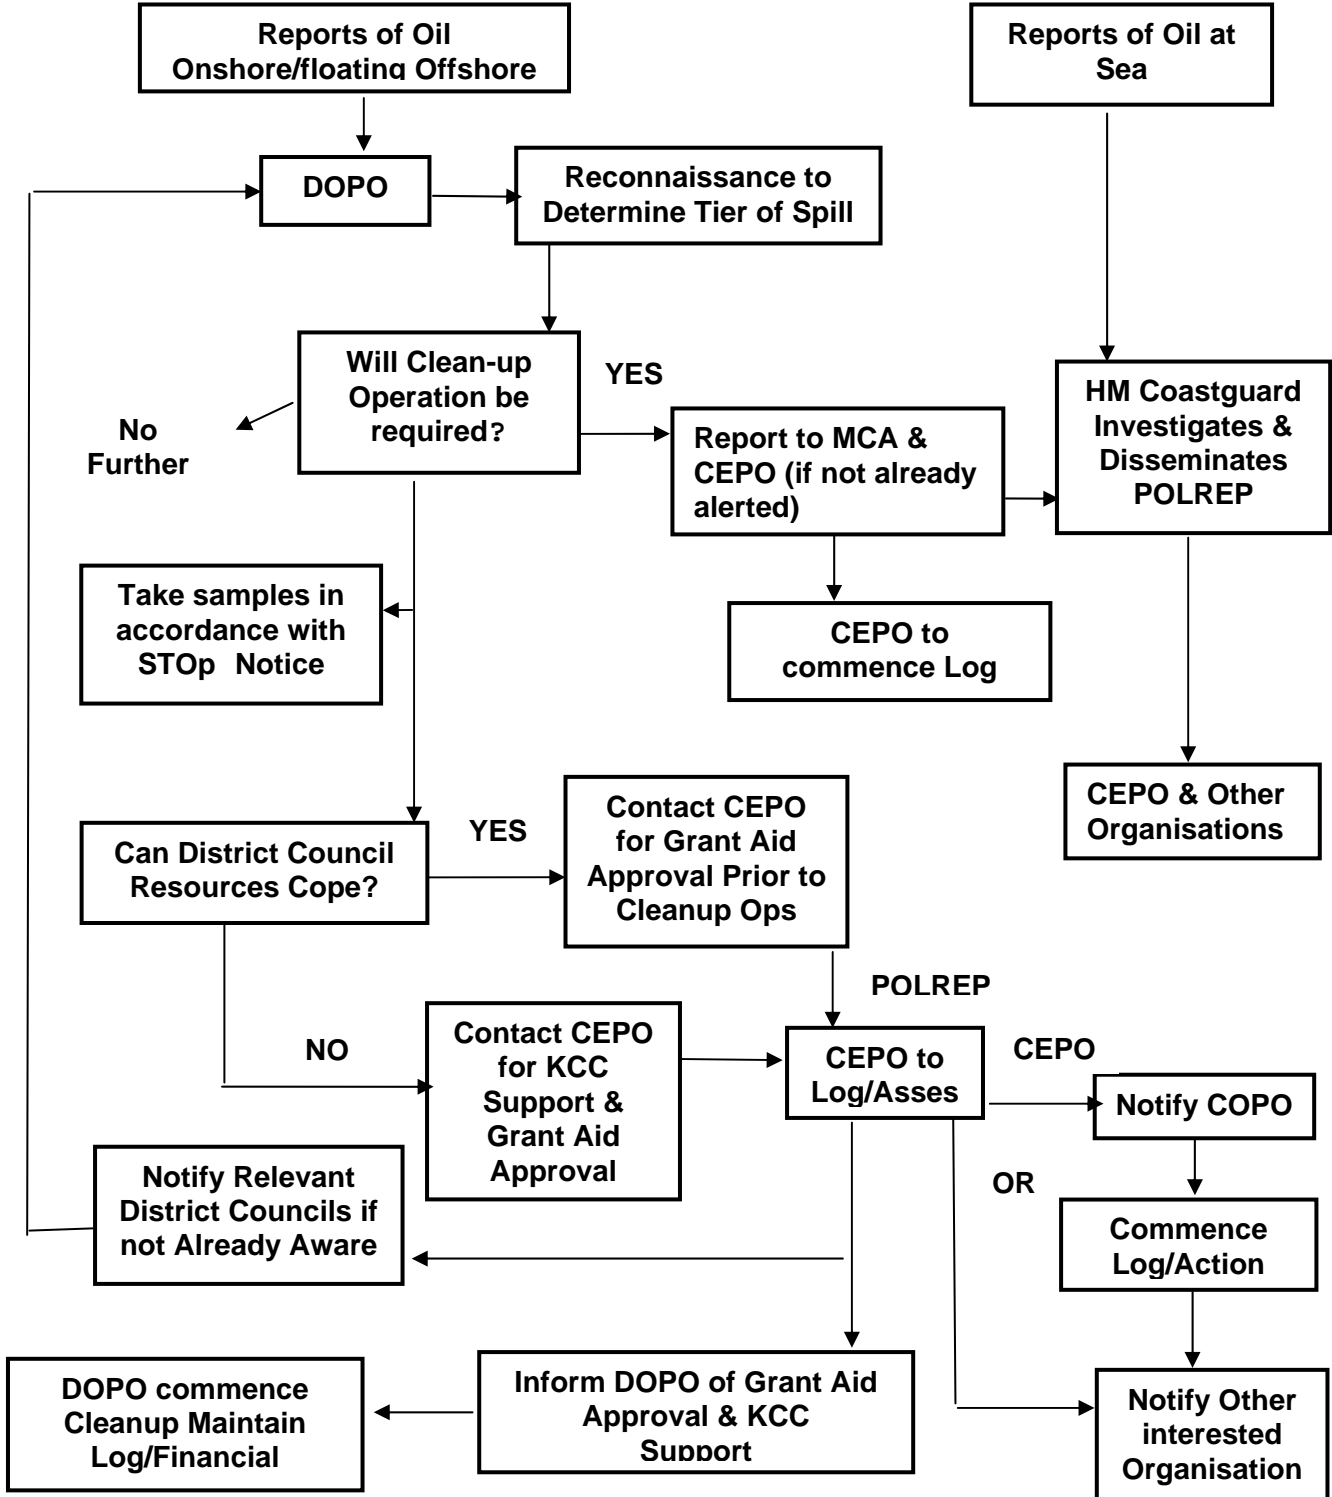 Reports of Oil
Onshore/floating Offshore
Reports of Oil at
Sea
DOPO
Reconnaissance to
Determine Tier of Spill
Will Clean-up
Operation be
required?
YES
No
Further
Report to MCA &
CEPO (if not already
alerted)
HM Coastguard
Investigates &
Disseminates
POLREP
Take samples in
accordance with
STOp Notice
CEPO to
commence Log
CEPO & Other
Organisations
Can District Council
Resources Cope?
YES
Contact CEPO
for Grant Aid
Approval Prior to
Cleanup Ops
POLREP
NO
Contact CEPO
for KCC
Support &
Grant Aid
Approval
CEPO to
Log/Asses
CEPO
Notify COPO
OR
Notify Relevant
District Councils if
not Already Aware
Commence
Log/Action
DOPO commence
Cleanup Maintain
Log/Financial
Inform DOPO of Grant Aid
Approval & KCC
Support
Notify Other
interested
Organisation